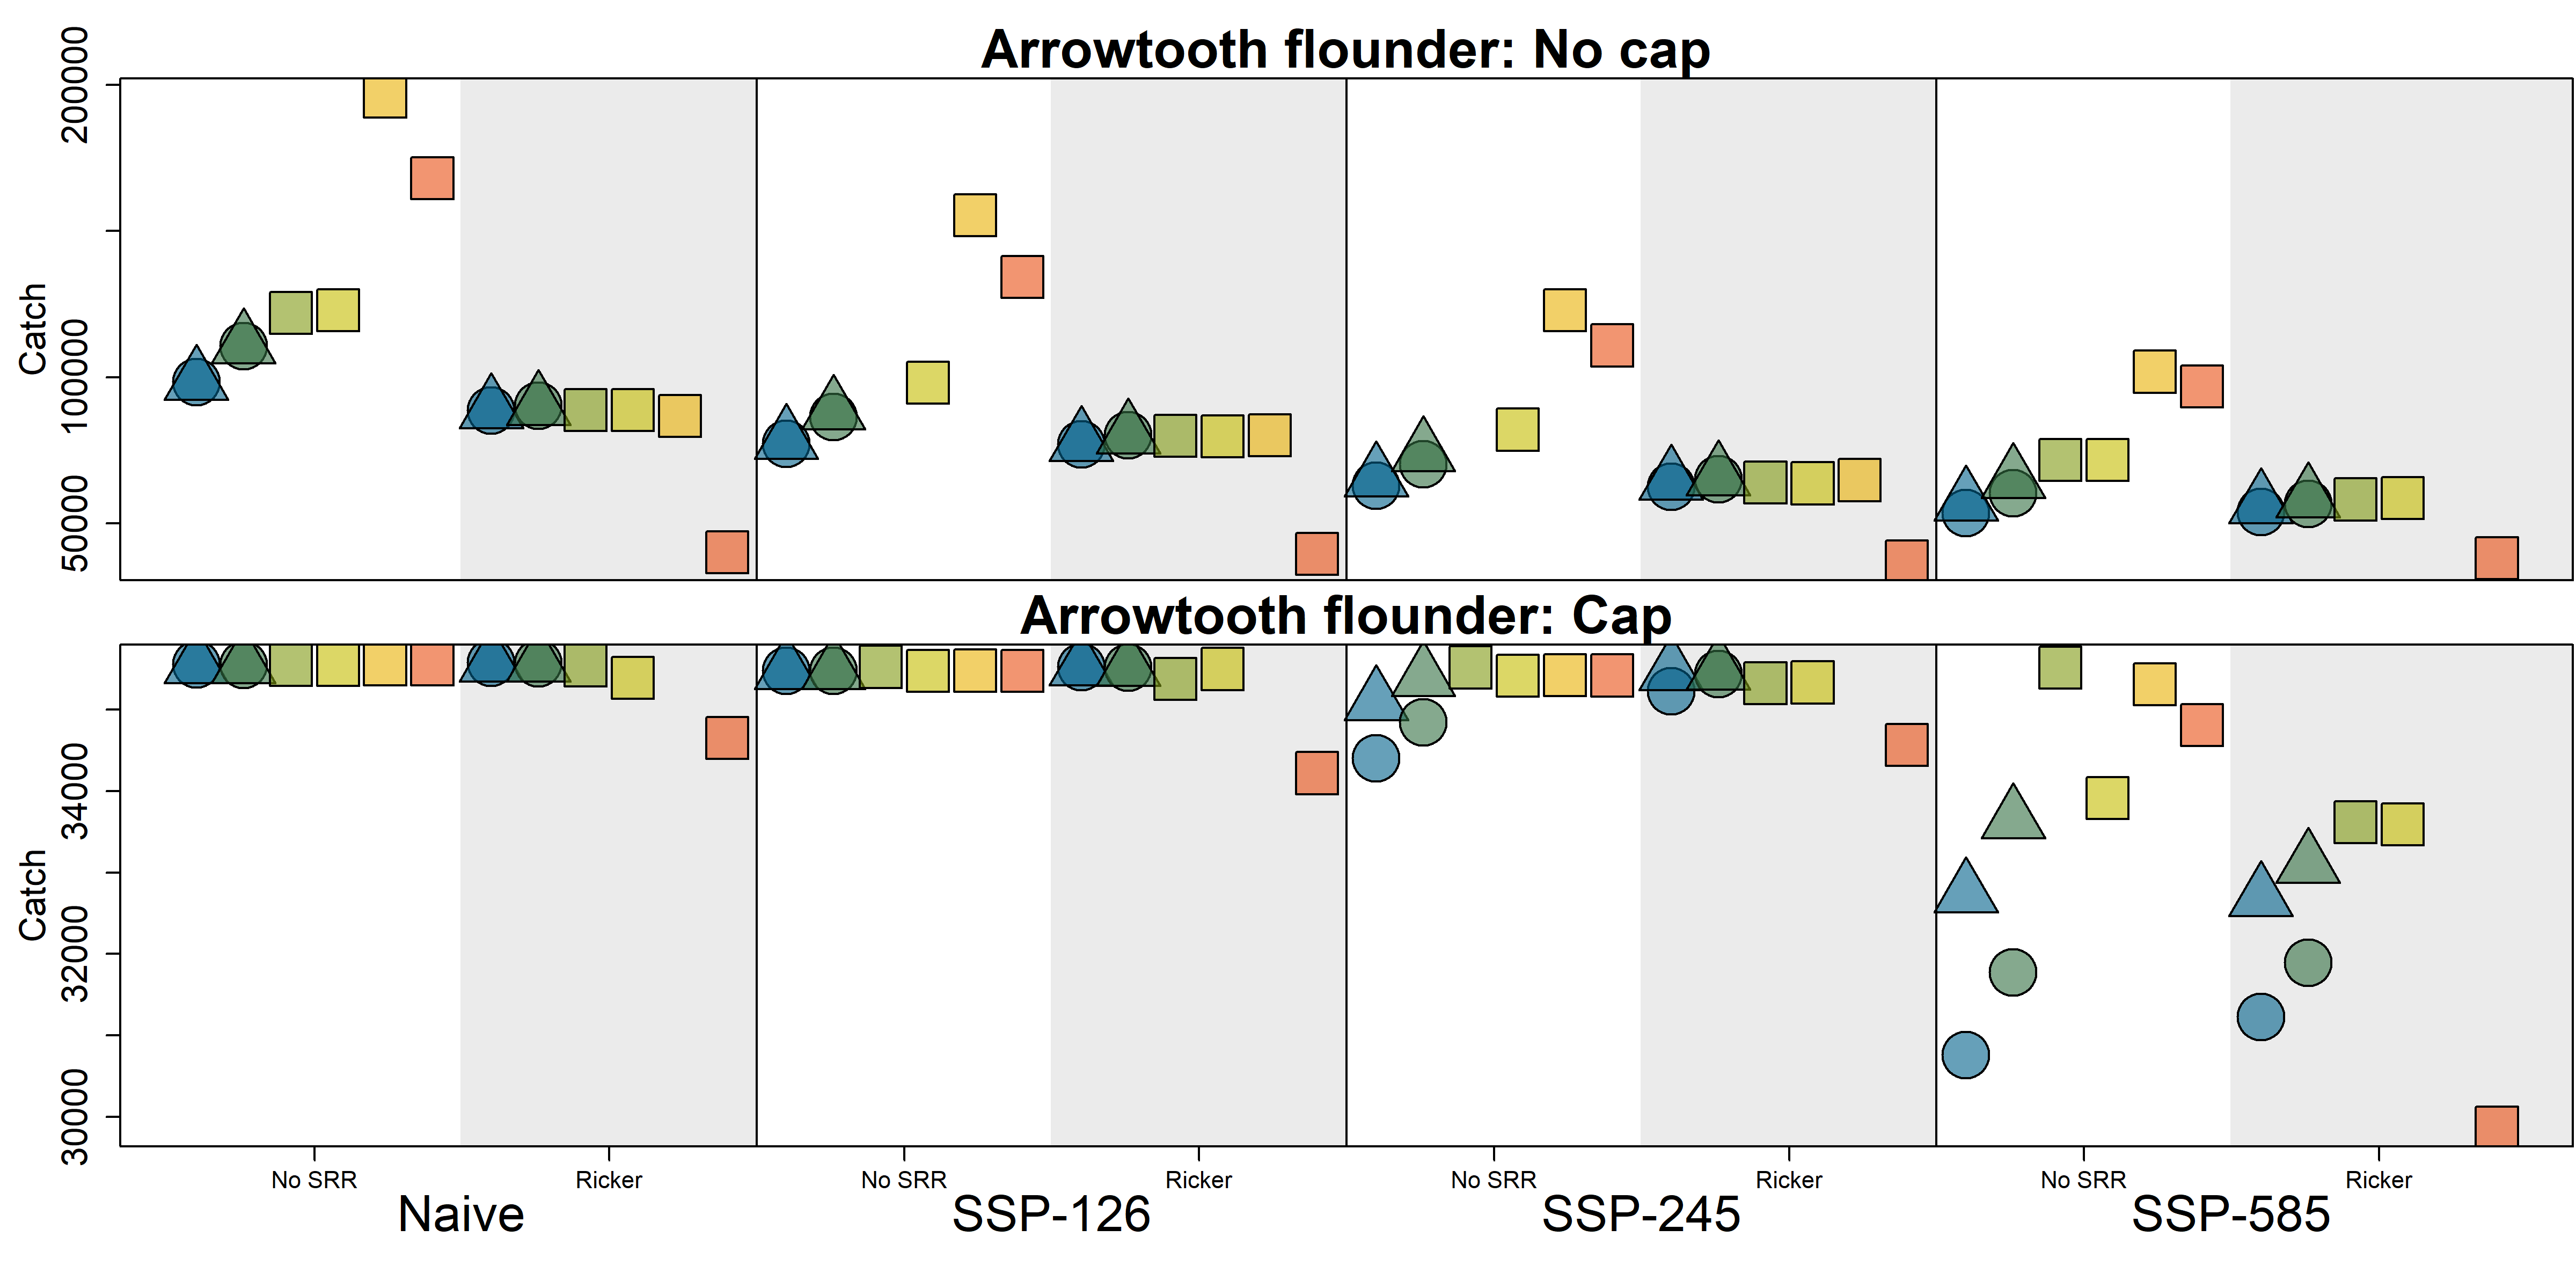 Arrowtooth flounder: No cap
Catch
200000
100000
50000
Arrowtooth flounder: Cap
Catch
34000
32000
30000
No SRR Ricker No SRR Ricker No SRR Ricker No SRR Ricker
Naive SSP-126 SSP-245 SSP-585